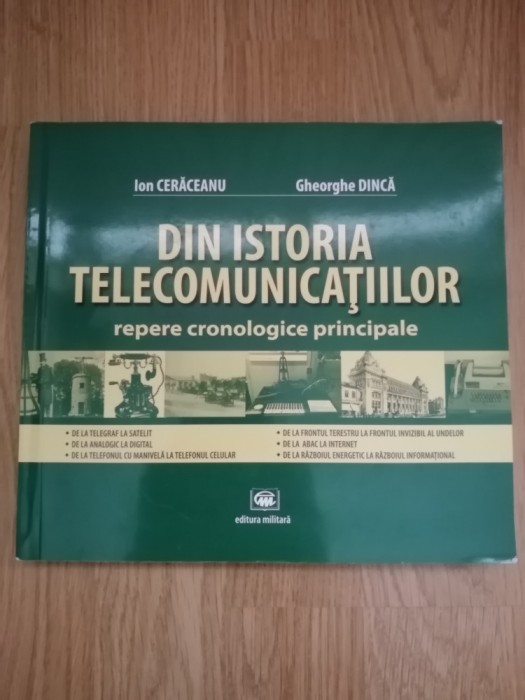 Ion CERĂCEANU Gheorghe DINCĂ
DIN ISTORIA
TELECOMUNICAŢIILOR
repere cronologice principale
• DE LA TELEGRAF LA SATELIT
• DE LA ANALOGIC LA DIGITAL
• DE LA TELEFONUL CU MANIVELĂ LA TELEFONUL CELULAR
• DE LA FRONTUL TERESTRU LA FRONTUL INVIZIBIL AL UNDELOR
• DE LA ABAC LA INTERNET
• DE LA RĂZBOIUL ENERGETIC LA RĂZBOIUL INFORMAŢIONAL
editura militară